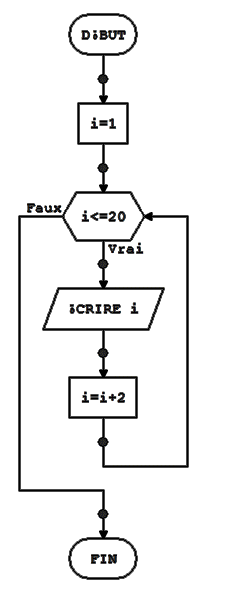 DéBUT
i=1
Faux
i<=20
Vrai
éCRIRE i
i=i+2
FIN